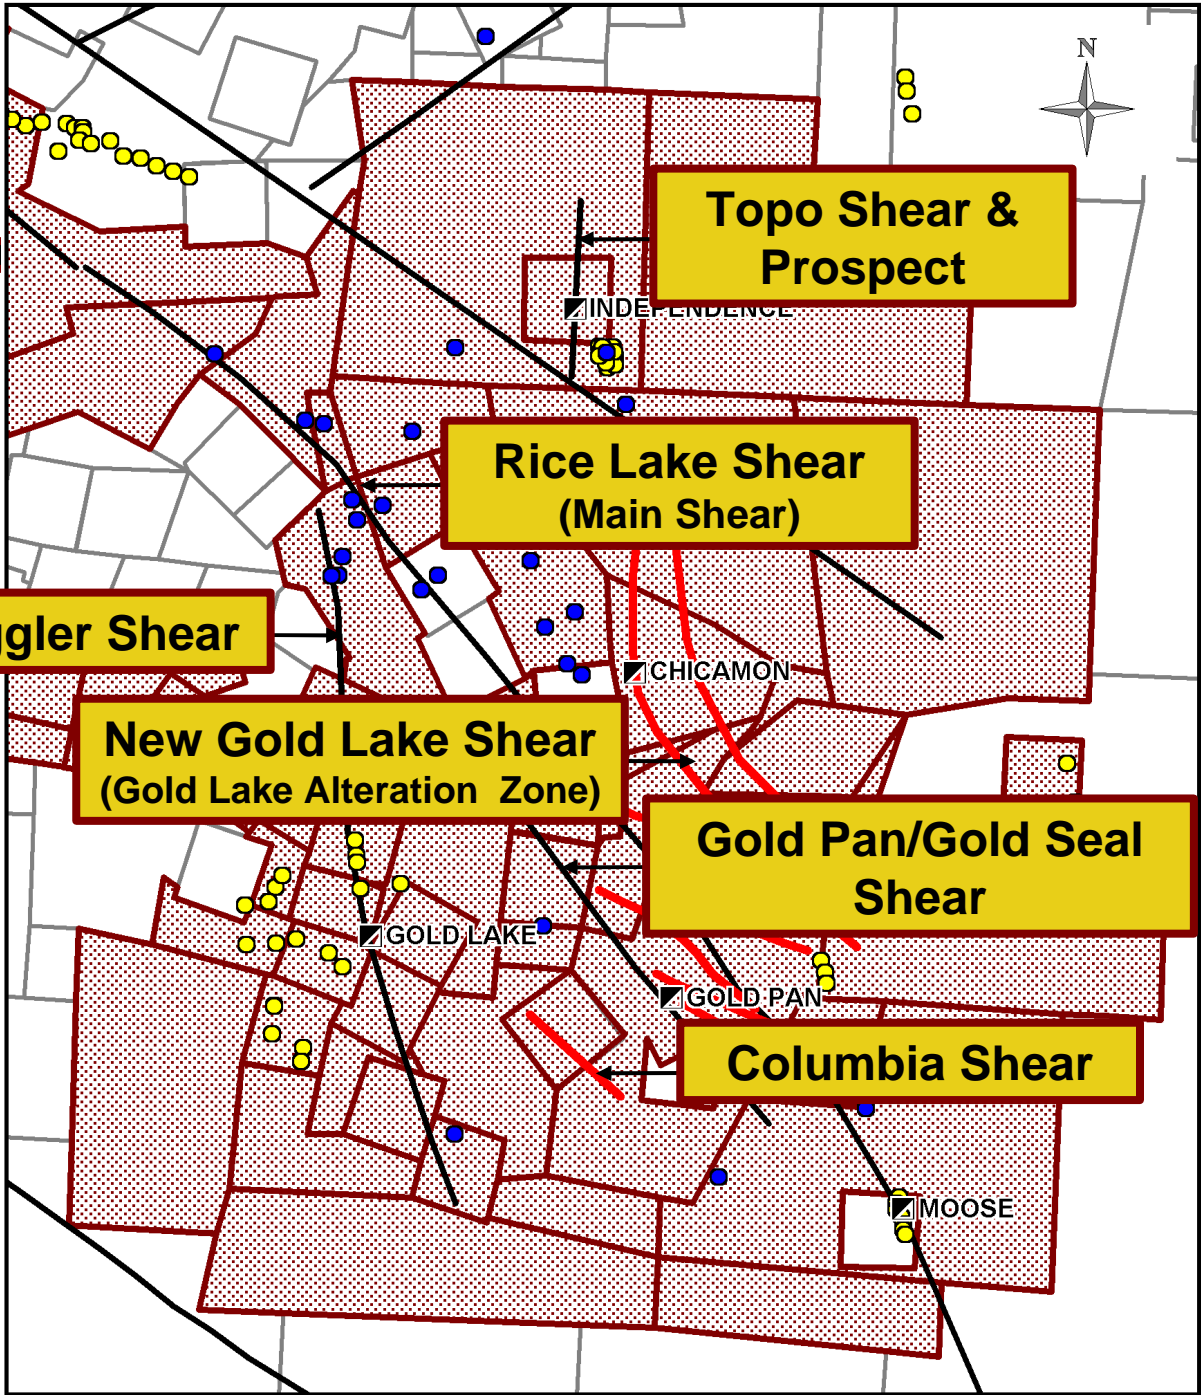 N
Topo Shear &
Prospect
INDEPENDENCE
Rice Lake Shear
(Main Shear)
ggler Shear
CHICAMON
New Gold Lake Shear
(Gold Lake Alteration Zone)
Gold Pan/Gold Seal
Shear
GOLD LAKE
GOLD PAN
Columbia Shear
MOOSE